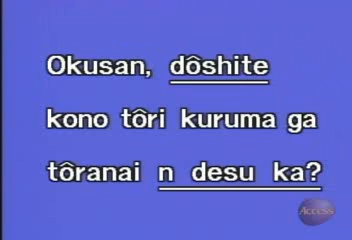 Okusan, dôshite
kono tôri kuruma ga
tôranai n desu ka?
ACCESS